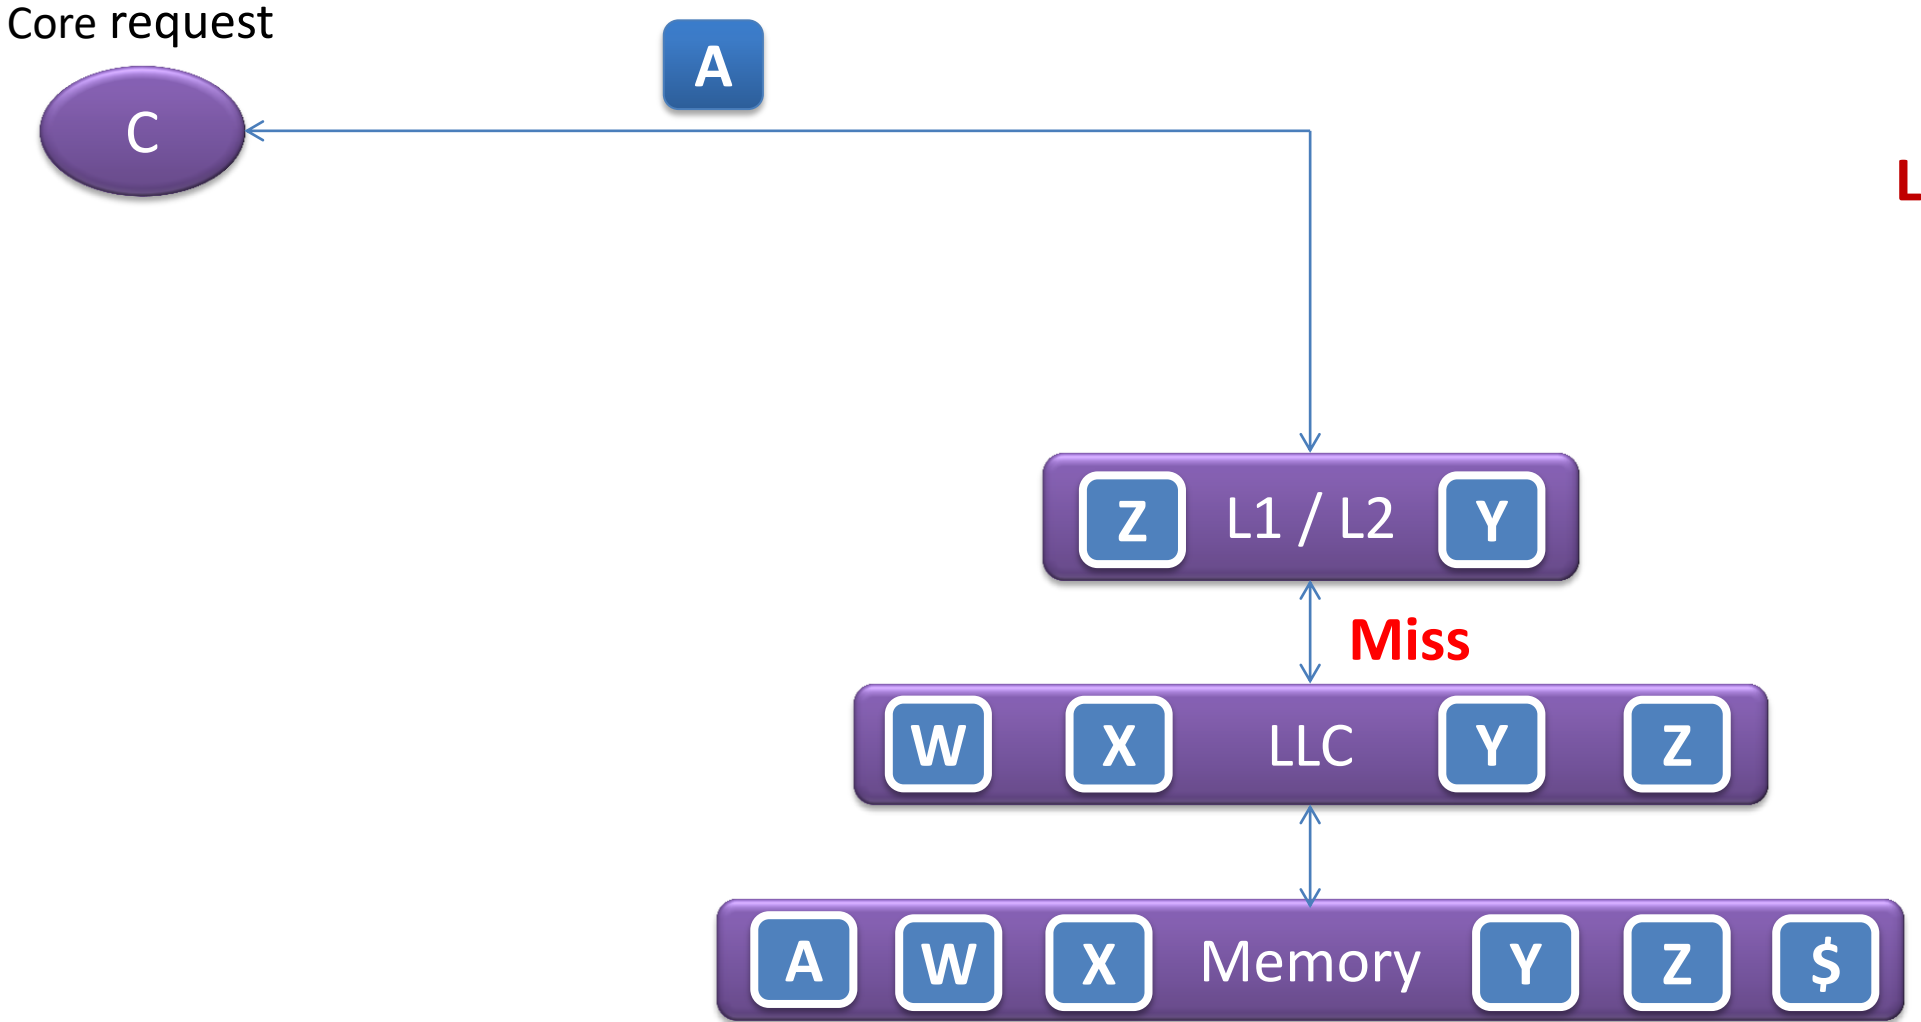 Core request
A
C
L
Z L1 / L2 Y
Miss
W X LLC Y Z
A W X Memory Y Z $